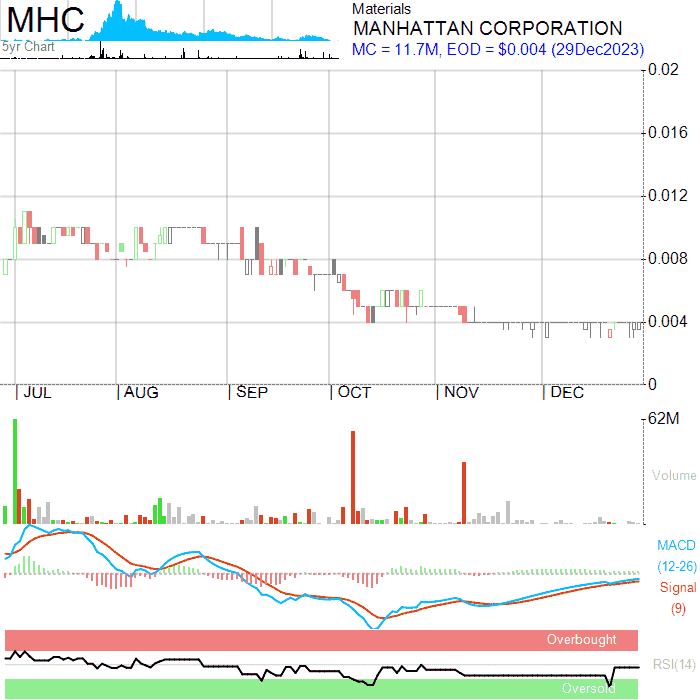 MHC
5yr Chart
Materials
MANHATTAN CORPORATION
MC = 11.7M, EOD = $0.004 (29Dec2023)
0.02
0.016
0.012
0.008
0.004
0
JUL AUG SEP OCT NOV DEC
62M
Volume
MACD
(12-26)
Signal
(9)
Overbought
RSI(14)
Oversold